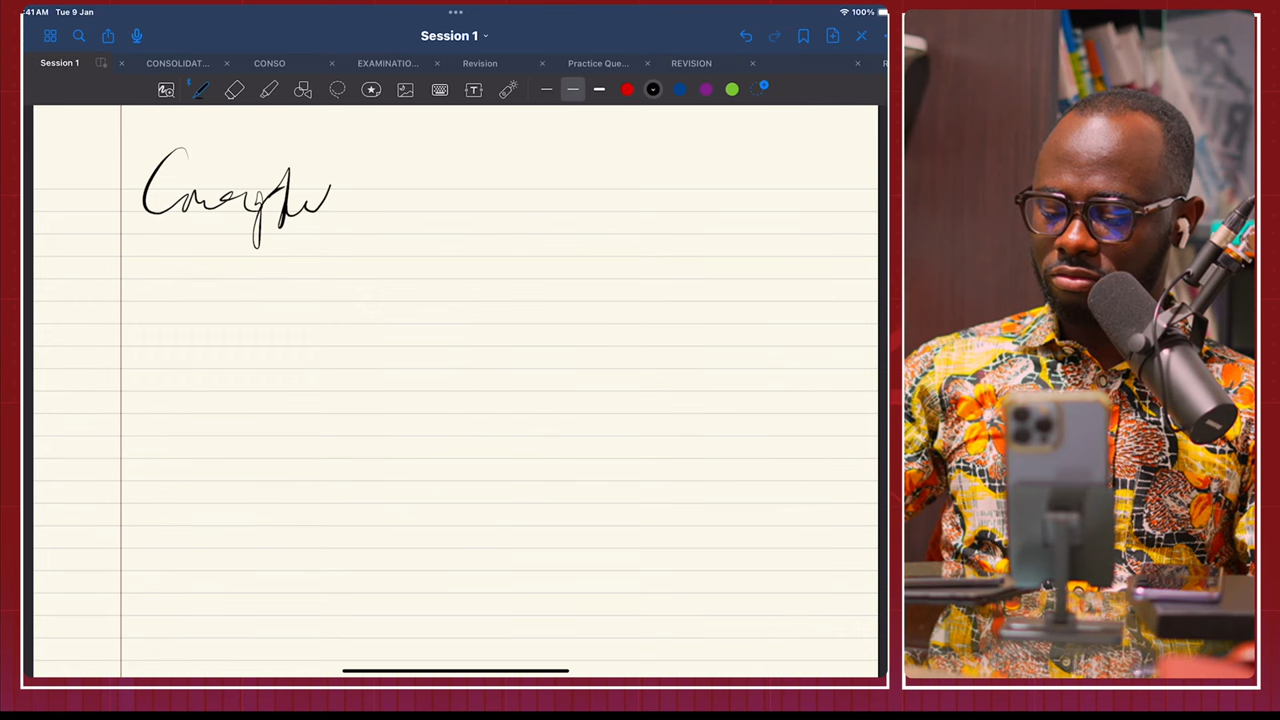 :41 AM Tue 9 Jan
100%
Session 1
Session 1
CONSOLIDAT...
CONSO
EXAMINATIO...
Revision
Practice Que...
REVISION